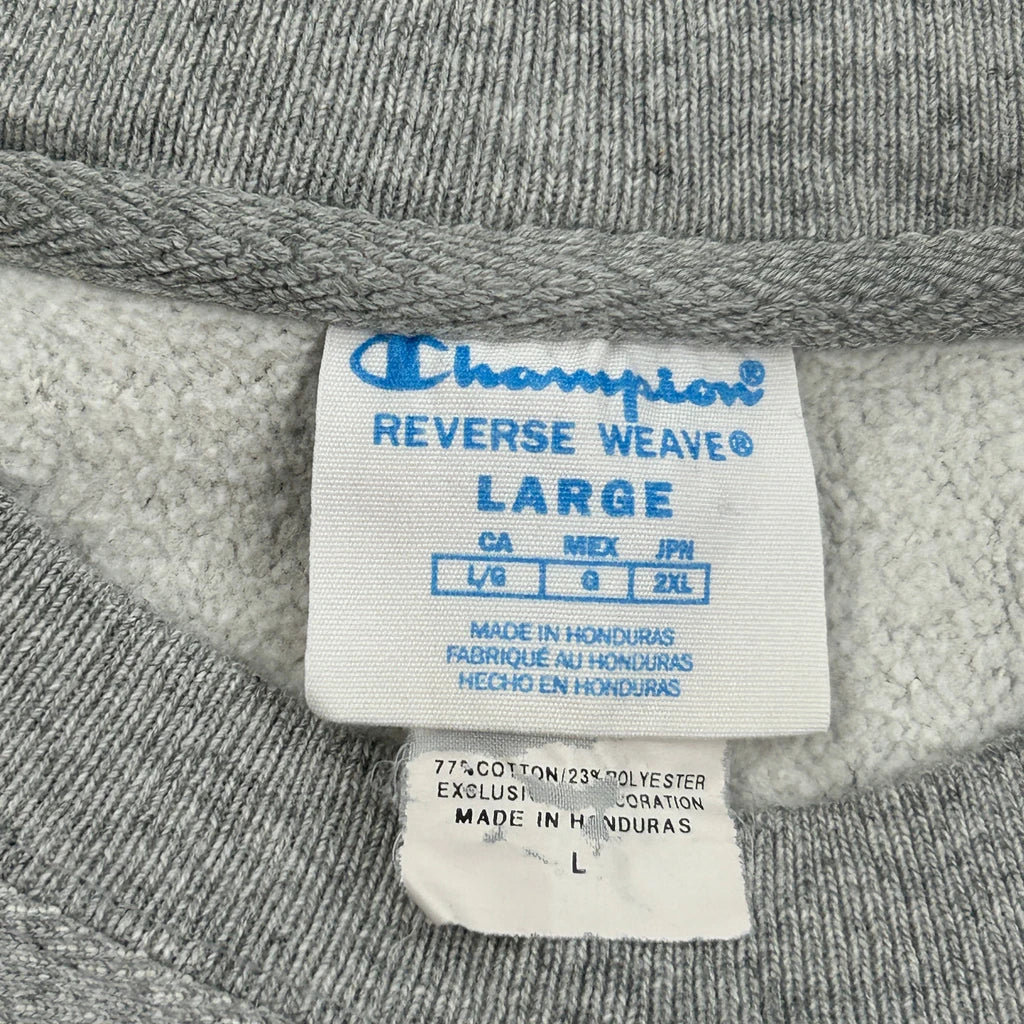 Champion®
REVERSE WEAVE®
LARGE
CA MEX JPN
L/G G 2XL
MADE IN HONDURAS
FABRIQUÉ AU HONDURAS
HECHO EN HONDURAS
77% COTTON/23% POLYESTER
MADE IN HONDURAS
L